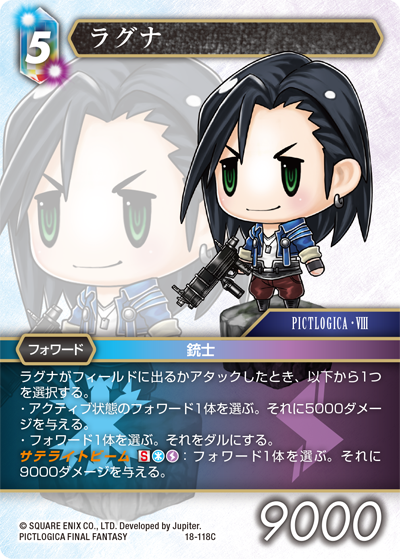 5
ラグナ
PICTLOGICA・VIII
フォワード
銃士
ラグナがフィールドに出るかアタックしたとき、以下から1つ
を選択する。
・アクティブ状態のフォワード1体を選ぶ。それに5000ダメー
ジを与える。
・フォワード1体を選ぶ。それをダルにする。
サテライトビーム S：フォワード1体を選ぶ。それに
9000ダメージを与える。
© SQUARE ENIX CO., LTD. Developed by Jupiter.
PICTLOGICA FINAL FANTASY
18-118C
9000